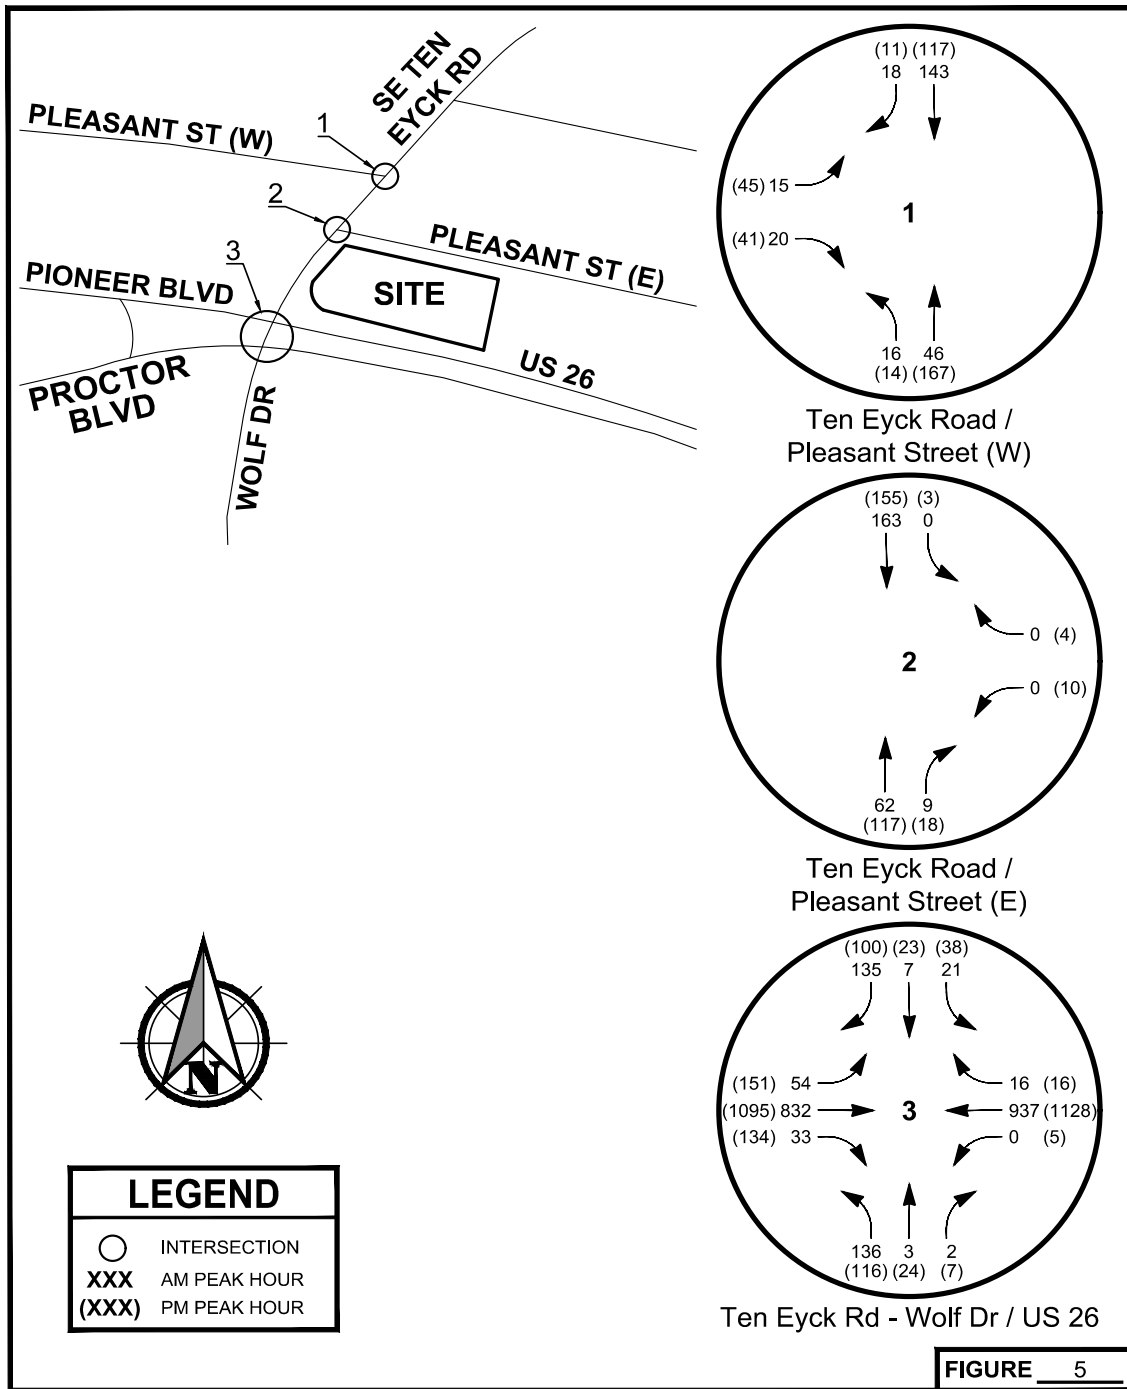 SE TEN
EYCK RD
PLEASANT ST (W)
1
2
PLEASANT ST (E)
3
PIONEER BLVD
SITE
US 26
PROCTOR
BLVD
WOLF DR
(11) (117)
18 143
(45) 15
1
(41) 20
16 46
(14) (167)
Ten Eyck Road /
Pleasant Street (W)
(155) (3)
163 0
0 (4)
2
0 (10)
62 9
(117) (18)
Ten Eyck Road /
Pleasant Street (E)
(100) (23) (38)
135 7 21
(151) 54 16 (16)
(1095) 832 3 937 (1128)
(134) 33 0 (5)
136 3 2
(116) (24) (7)
Ten Eyck Rd - Wolf Dr / US 26
N
LEGEND
INTERSECTION
XXX AM PEAK HOUR
(XXX) PM PEAK HOUR
FIGURE 5